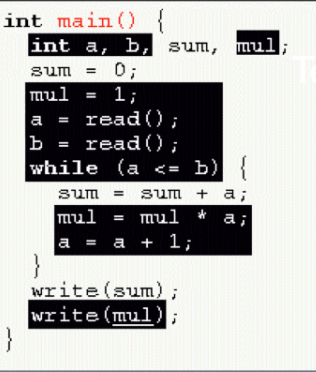 int main() {
int a, b, sum, mul;
sum = 0;
mul = 1;
a = read();
b = read();
while (a <= b) {
sum = sum + a;
mul = mul * a;
a = a + 1;
}
write(sum);
write(mul);
}